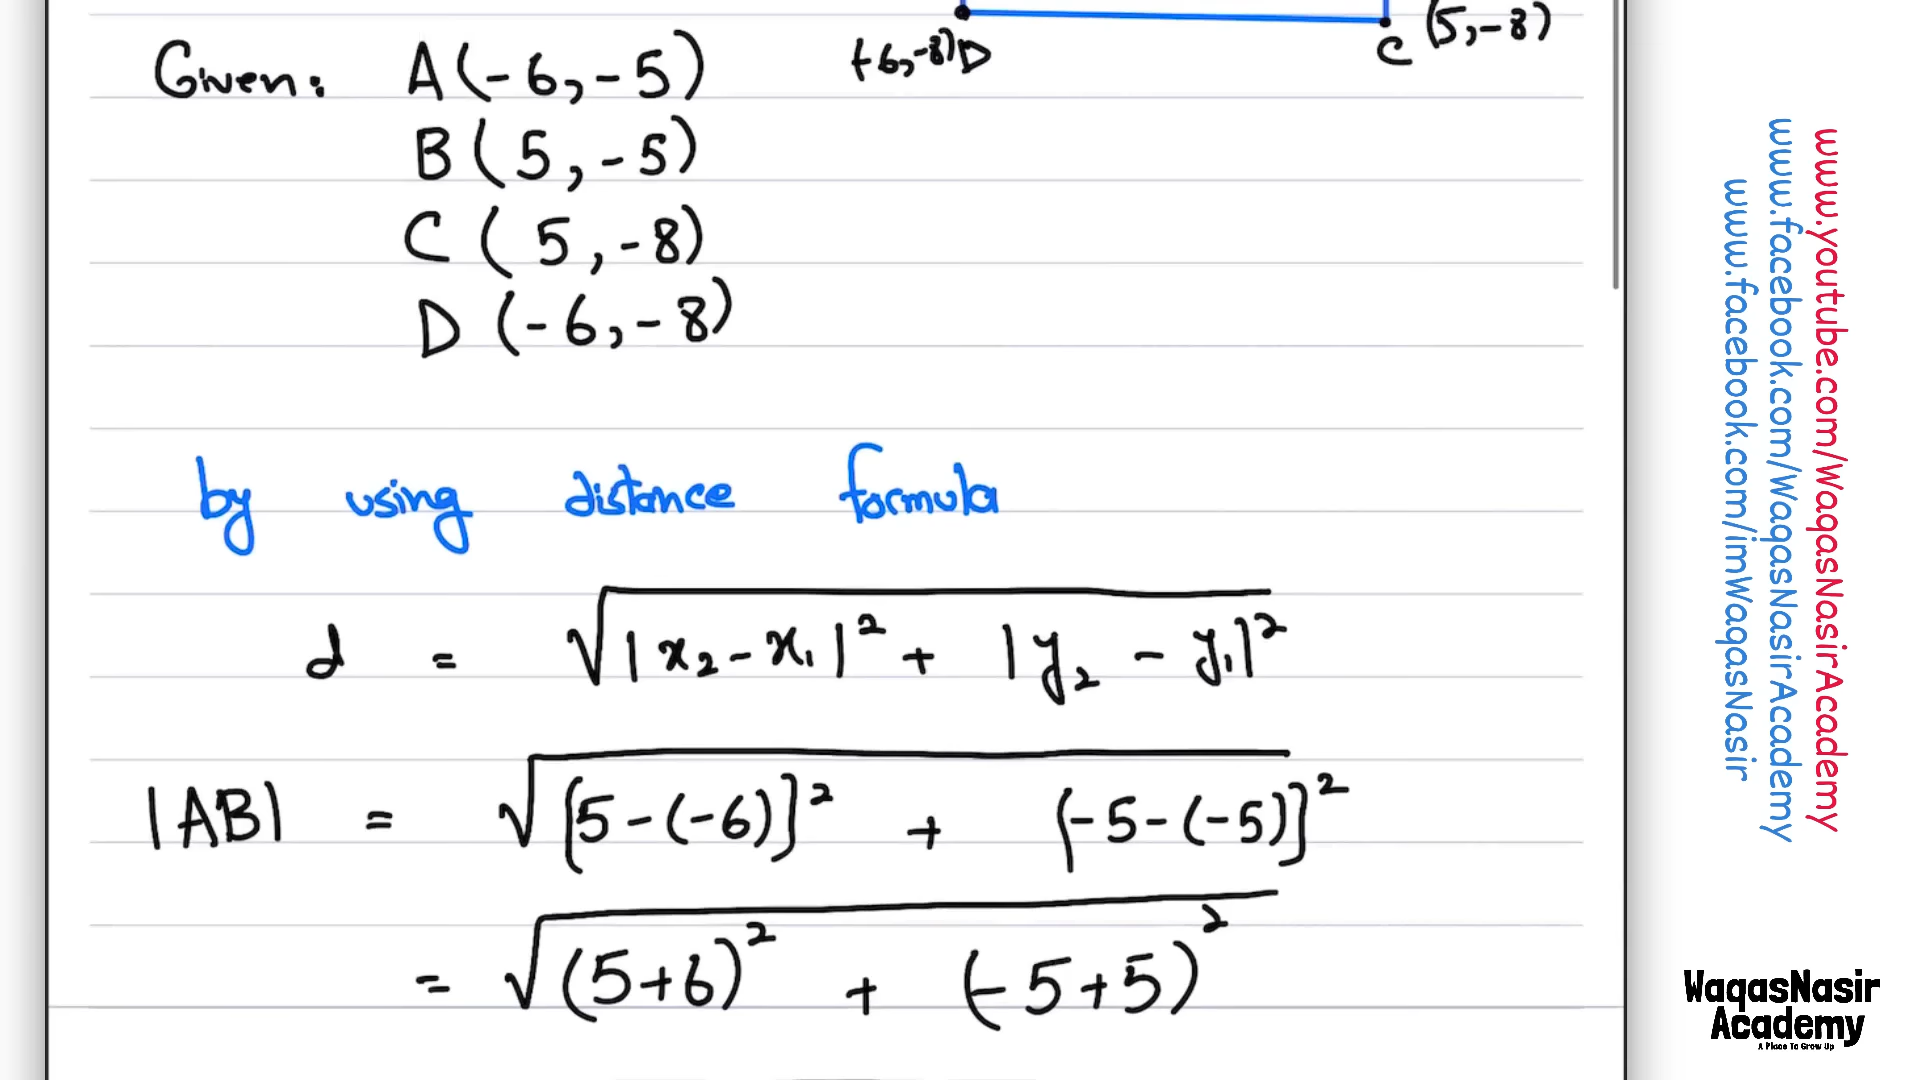 (-6,-8) D
C (5,-8)
Given: A(-6,-5)
B(5,-5)
C(5,-8)
D(-6,-8)
by using distance formula
d = √|x₂-x₁|² + |y₂-y₁|²
|AB| = √[5-(-6)]² + [-5-(-5)]²
= √(5+6)² + (-5+5)²
www.youtube.com/WaqasNasirAcademy
www.facebook.com/WaqasNasirAcademy
www.facebook.com/imWaqasNasir
WaqasNasir
Academy
A Place To Grow Up